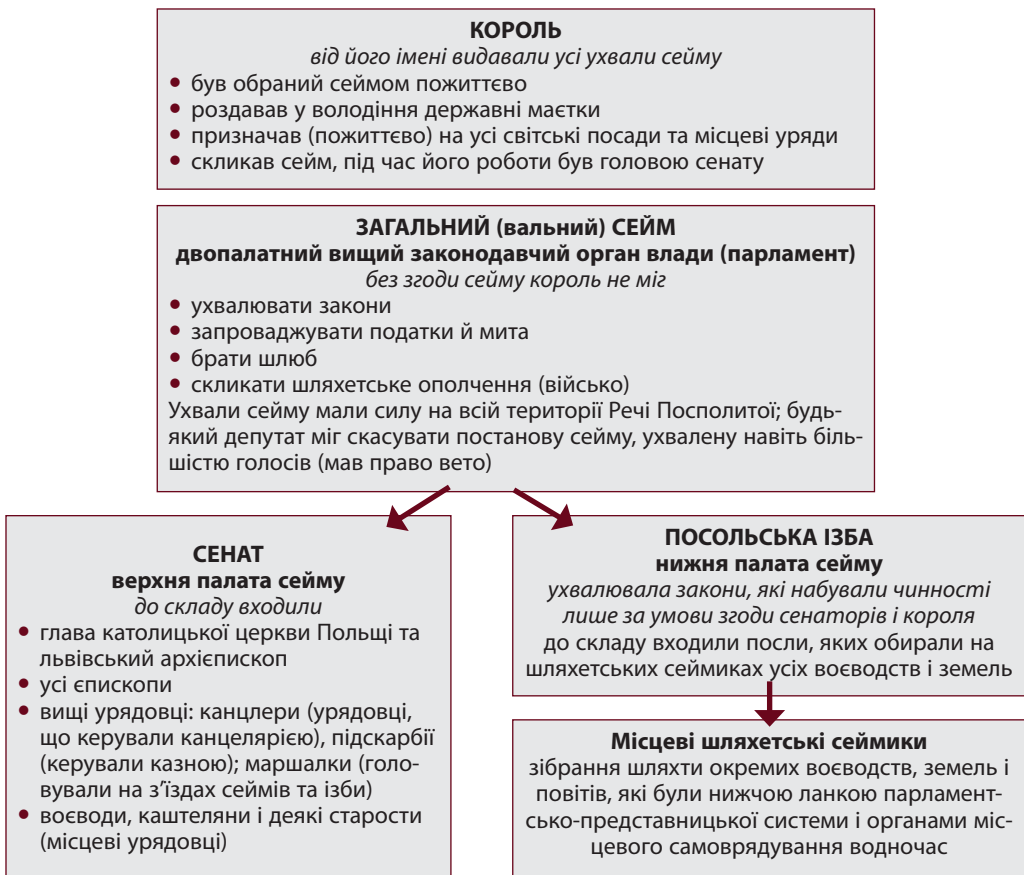 КОРОЛЬ
від його імені видавали усі ухвали сейму
• був обраний сеймом пожиттєво
• роздавав у володіння державні маєтки
• призначав (пожиттєво) на усі світські посади та місцеві уряди
• скликав сейм, під час його роботи був головою сенату
ЗАГАЛЬНИЙ (вальний) СЕЙМ
двопалатний вищий законодавчий орган влади (парламент)
без згоди сейму король не міг
• ухвалювати закони
• запроваджувати податки й мита
• брати шлюб
• скликати шляхетське ополчення (військо)
Ухвали сейму мали силу на всій території Речі Посполитої; будь-
який депутат міг скасувати постанову сейму, ухвалену навіть біль-
шістю голосів (мав право вето)
СЕНАТ
верхня палата сейму
до складу входили
• глава католицької церкви Польщі та
львівський архієпископ
• усі єпископи
• вищі урядовці: канцлери (урядовці,
що керували канцелярією), підскарбії
(керували казною); маршалки (голо-
вували на з'їздах сеймів та ізби)
• воєводи, каштеляни і деякі старости
(місцеві урядовці)
ПОСОЛЬСЬКА ІЗБА
нижня палата сейму
ухвалювала закони, які набували чинності
лише за умови згоди сенаторів і короля
до складу входили посли, яких обирали на
шляхетських сеймиках усіх воєводств і земель
Місцеві шляхетські сеймики
зібрання шляхти окремих воєводств, земель і
повітів, які були нижчою ланкою парламент-
сько-представницької системи і органами міс-
цевого самоврядування водночас